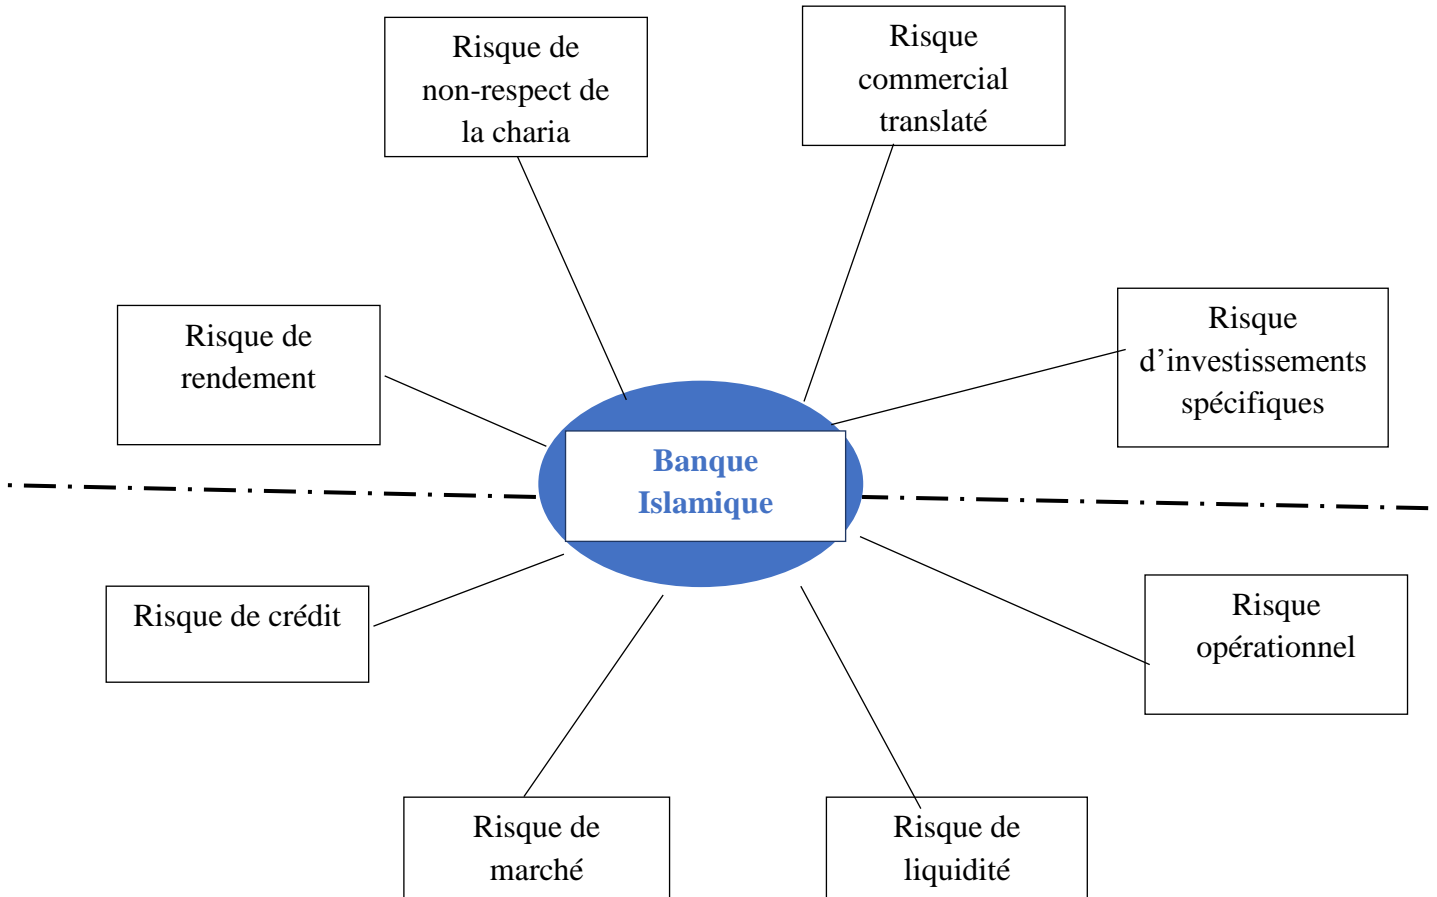 Risque de
non-respect de
la charia
Risque
commercial
translaté
Risque de
rendement
Risque
d’investissements
spécifiques
Banque
Islamique
Risque de crédit
Risque
opérationnel
Risque de
marché
Risque de
liquidité